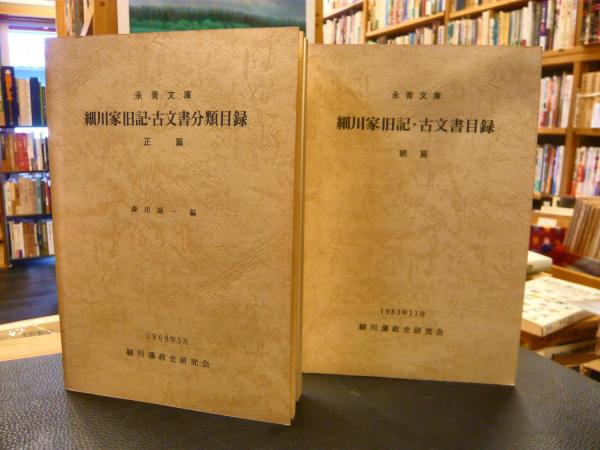 永青文庫
細川家旧記・古文書分類目録
正篇
森田誠一 編
1969年3月
細川藩政史研究会
永青文庫
細川家旧記・古文書目録
続篇
1983年11月
細川藩政史研究会